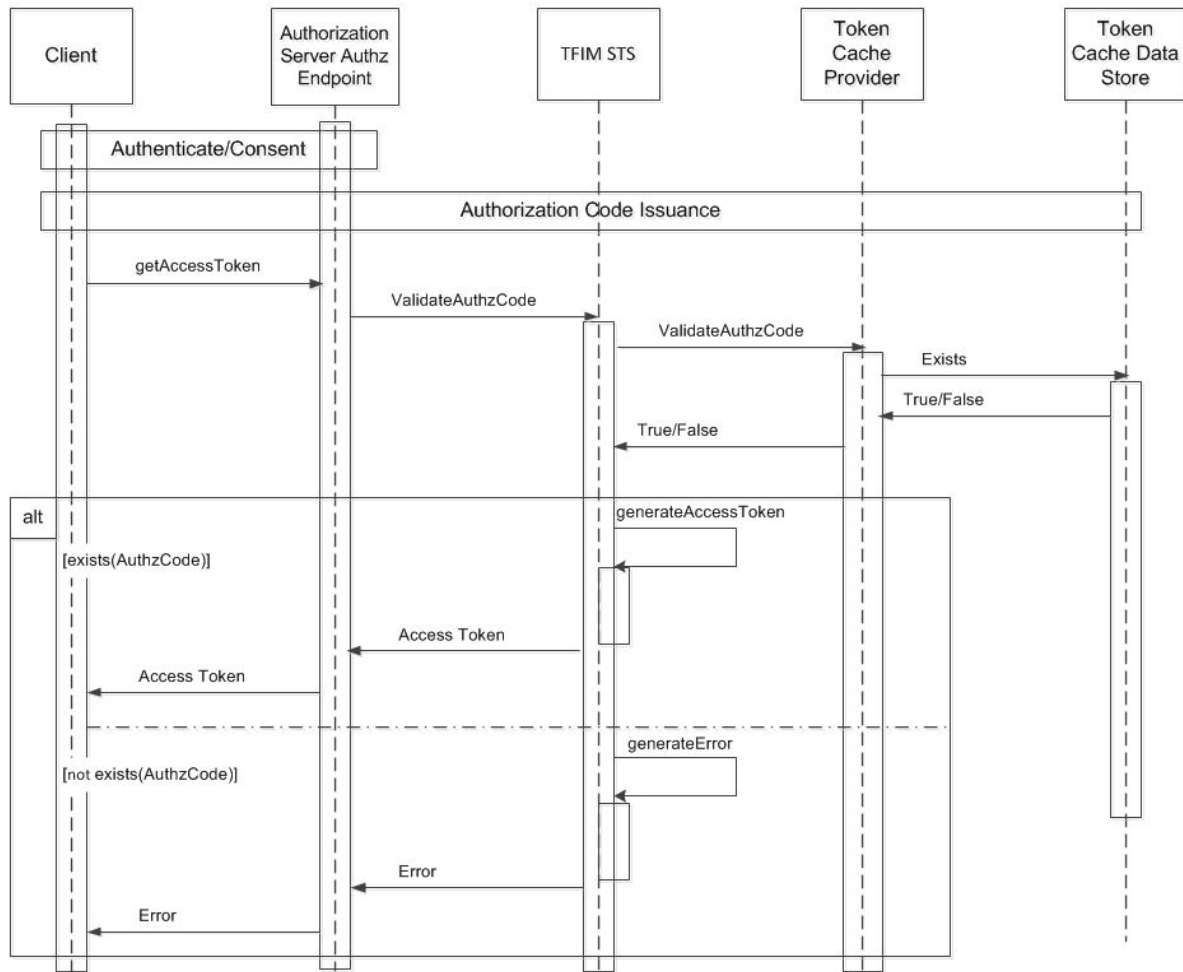 Client
Authorization
Server Authz
Endpoint
TFIM STS
Token
Cache
Provider
Token
Cache Data
Store
Authenticate/Consent
Authorization Code Issuance
getAccessToken
ValidateAuthzCode
ValidateAuthzCode
Exists
True/False
True/False
alt
generateAccessToken
[exists(AuthzCode)]
Access Token
Access Token
generateError
[not exists(AuthzCode)]
Error
Error